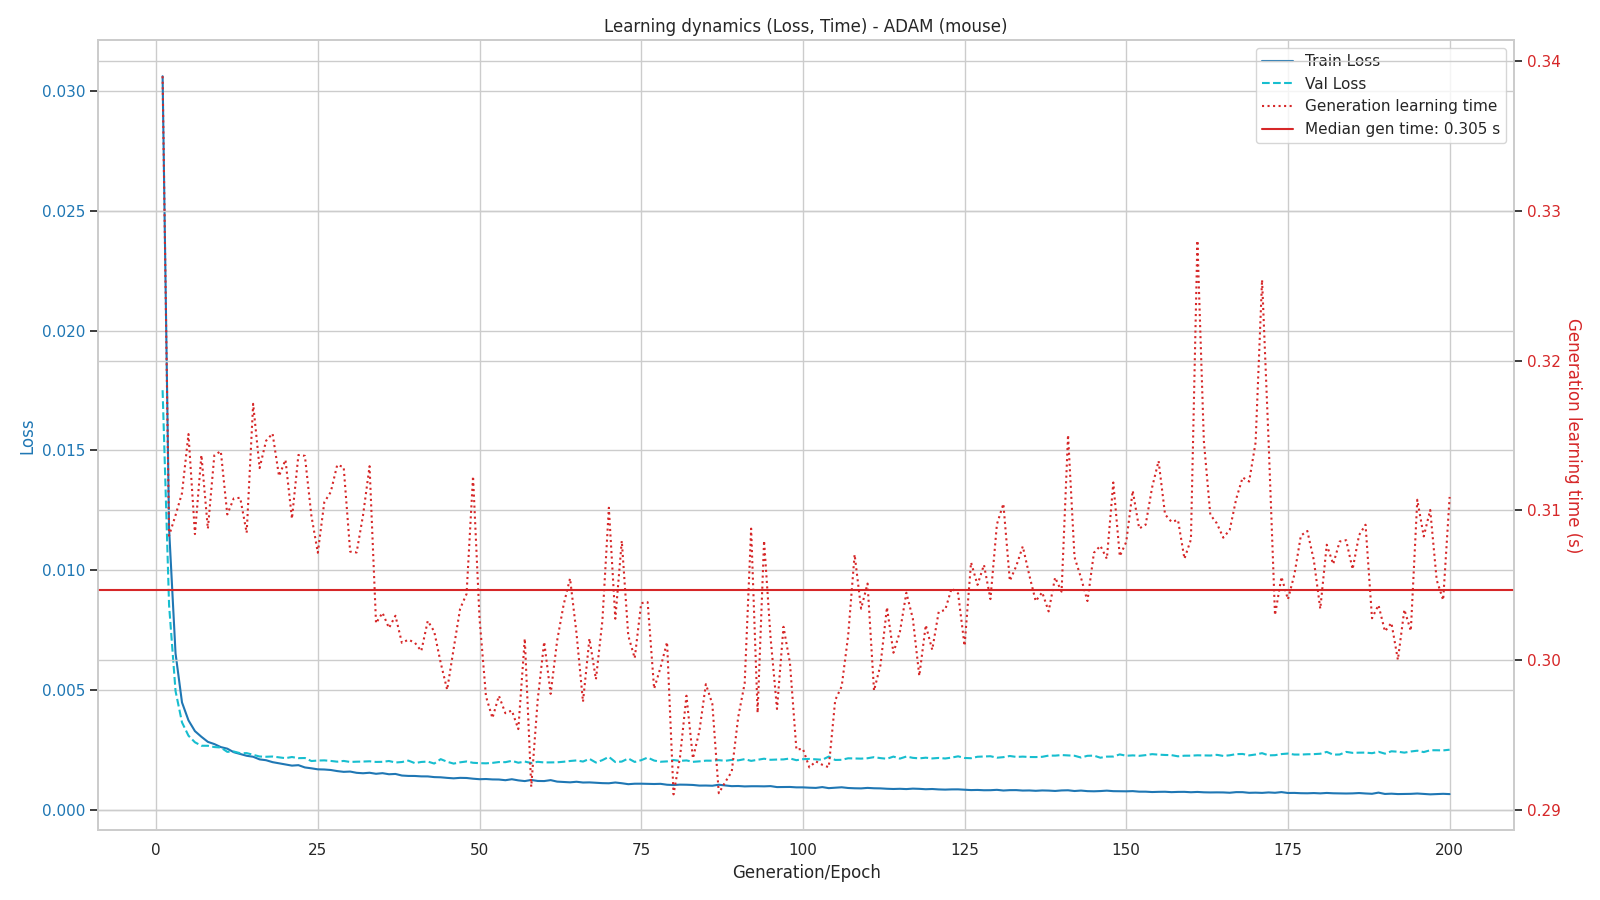 Learning dynamics (Loss, Time) - ADAM (mouse)
Train Loss
Val Loss
Generation learning time
Median gen time: 0.305 s
Loss
0.030
0.025
0.020
0.015
0.010
0.005
0.000
0.34
0.33
0.32
0.31
0.30
0.29
Generation learning time (s)
0 25 50 75 100 125 150 175 200
Generation/Epoch